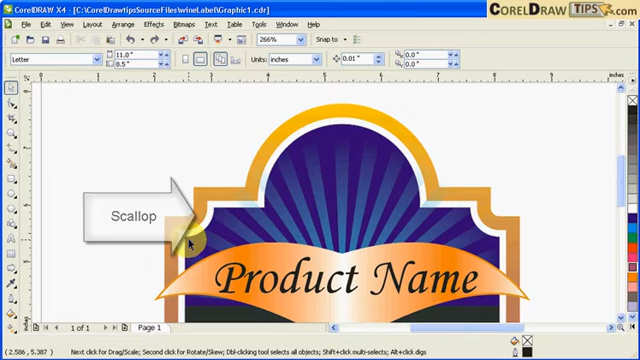 CorelDRAW X4 - [C:\CorelDrawtipsSourceFiles\wineLabel\Graphic1.cdr]
CORELDRAW TIPS.com
File Edit View Layout Arrange Effects Bitmaps Text Table Tools Window Help
266% Snap to
Letter 11.0" 8.5" Units: inches 0.01" 0.0" 0.0"
inches
Scallop
Product Name
1 of 1 Page 1
(2.586, 5.387) Next click for Drag/Scale; Second click for Rotate/Skew; Dbl-clicking tool selects all objects; Shift+click multi-selects; Alt+click digs